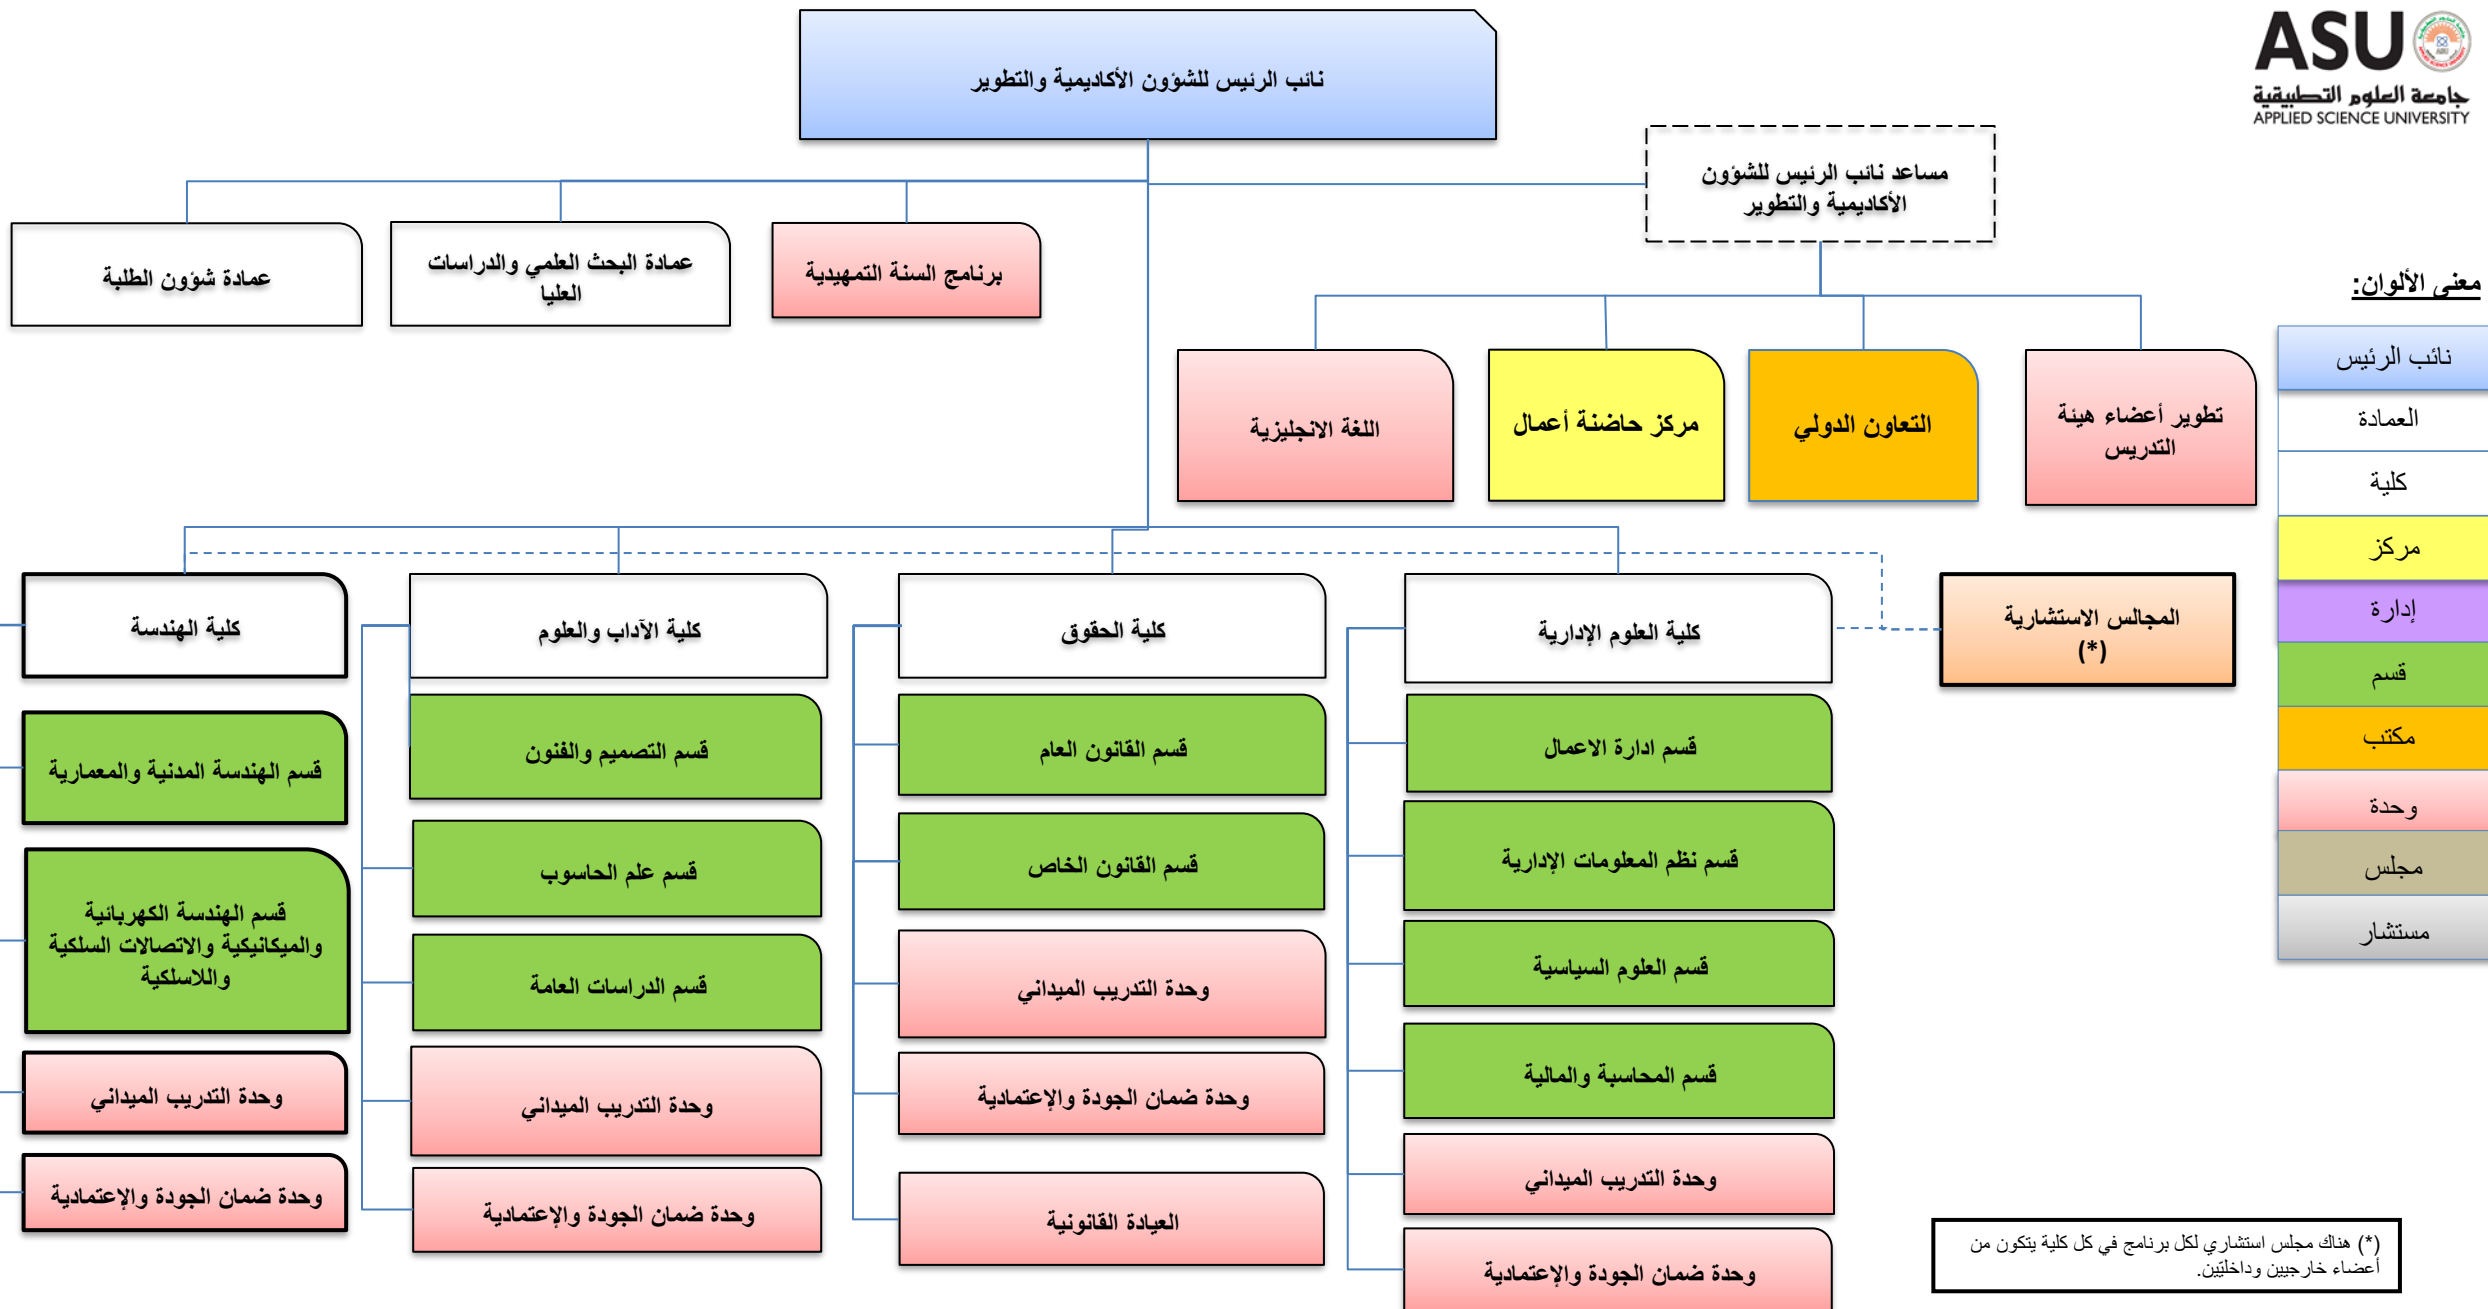 ASU
جامعة العلوم التطبيقية
APPLIED SCIENCE UNIVERSITY
نائب الرئيس للشؤون الأكاديمية والتطوير
مساعد نائب الرئيس للشؤون
الأكاديمية والتطوير
برنامج السنة التمهيدية
عمادة البحث العلمي والدراسات
العليا
عمادة شؤون الطلبة
تطوير أعضاء هيئة
التدريس
التعاون الدولي
مركز حاضنة أعمال
اللغة الانجليزية
معنى الألوان:
نائب الرئيس
العمادة
كلية
مركز
إدارة
قسم
مكتب
وحدة
مجلس
مستشار
المجالس الاستشارية
(*)
كلية العلوم الإدارية
قسم ادارة الاعمال
قسم نظم المعلومات الإدارية
قسم العلوم السياسية
قسم المحاسبة والمالية
وحدة التدريب الميداني
وحدة ضمان الجودة والإعتمادية
كلية الحقوق
قسم القانون العام
قسم القانون الخاص
وحدة التدريب الميداني
وحدة ضمان الجودة والإعتمادية
العيادة القانونية
كلية الآداب والعلوم
قسم التصميم والفنون
قسم علم الحاسوب
قسم الدراسات العامة
وحدة التدريب الميداني
وحدة ضمان الجودة والإعتمادية
كلية الهندسة
قسم الهندسة المدنية والمعمارية
قسم الهندسة الكهربائية
والميكانيكية والاتصالات السلكية
واللاسلكية
وحدة التدريب الميداني
وحدة ضمان الجودة والإعتمادية
(*) هناك مجلس استشاري لكل برنامج في كل كلية يتكون من
أعضاء خارجيين وداخلتين.